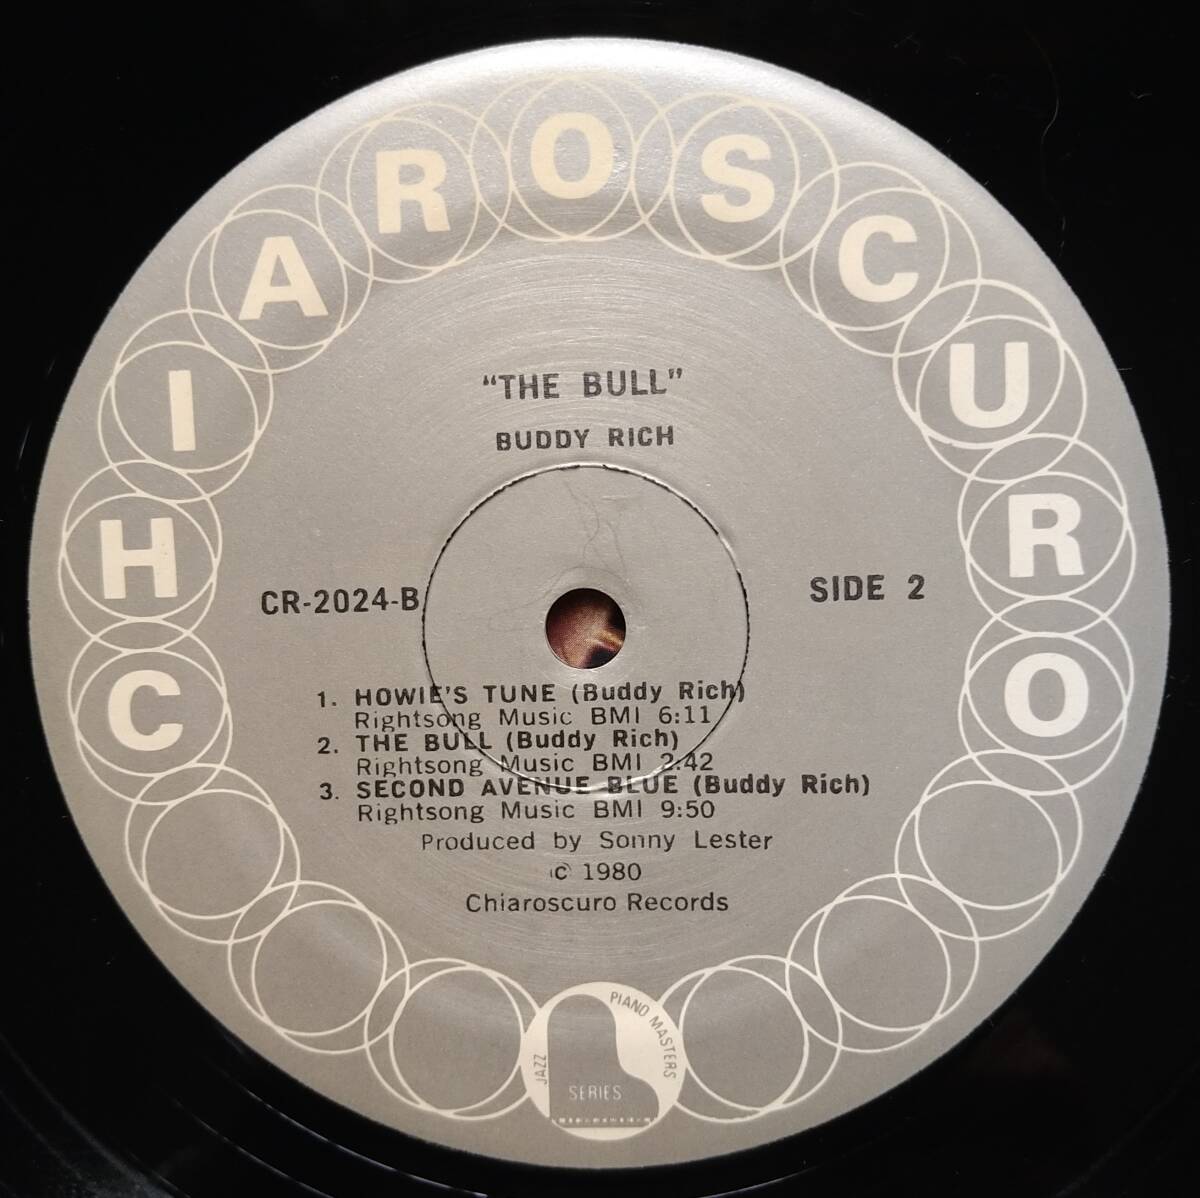 CHIAROSCURO
"THE BULL"
BUDDY RICH
CR-2024-B
SIDE 2
1. HOWIE'S TUNE (Buddy Rich)
Rightsong Music BMI 6:11
2. THE BULL (Buddy Rich)
Rightsong Music BMI 2:42
3. SECOND AVENUE BLUE (Buddy Rich)
Rightsong Music BMI 9:50
Produced by Sonny Lester
© 1980
Chiaroscuro Records
JAZZ PIANO MASTERS
SERIES